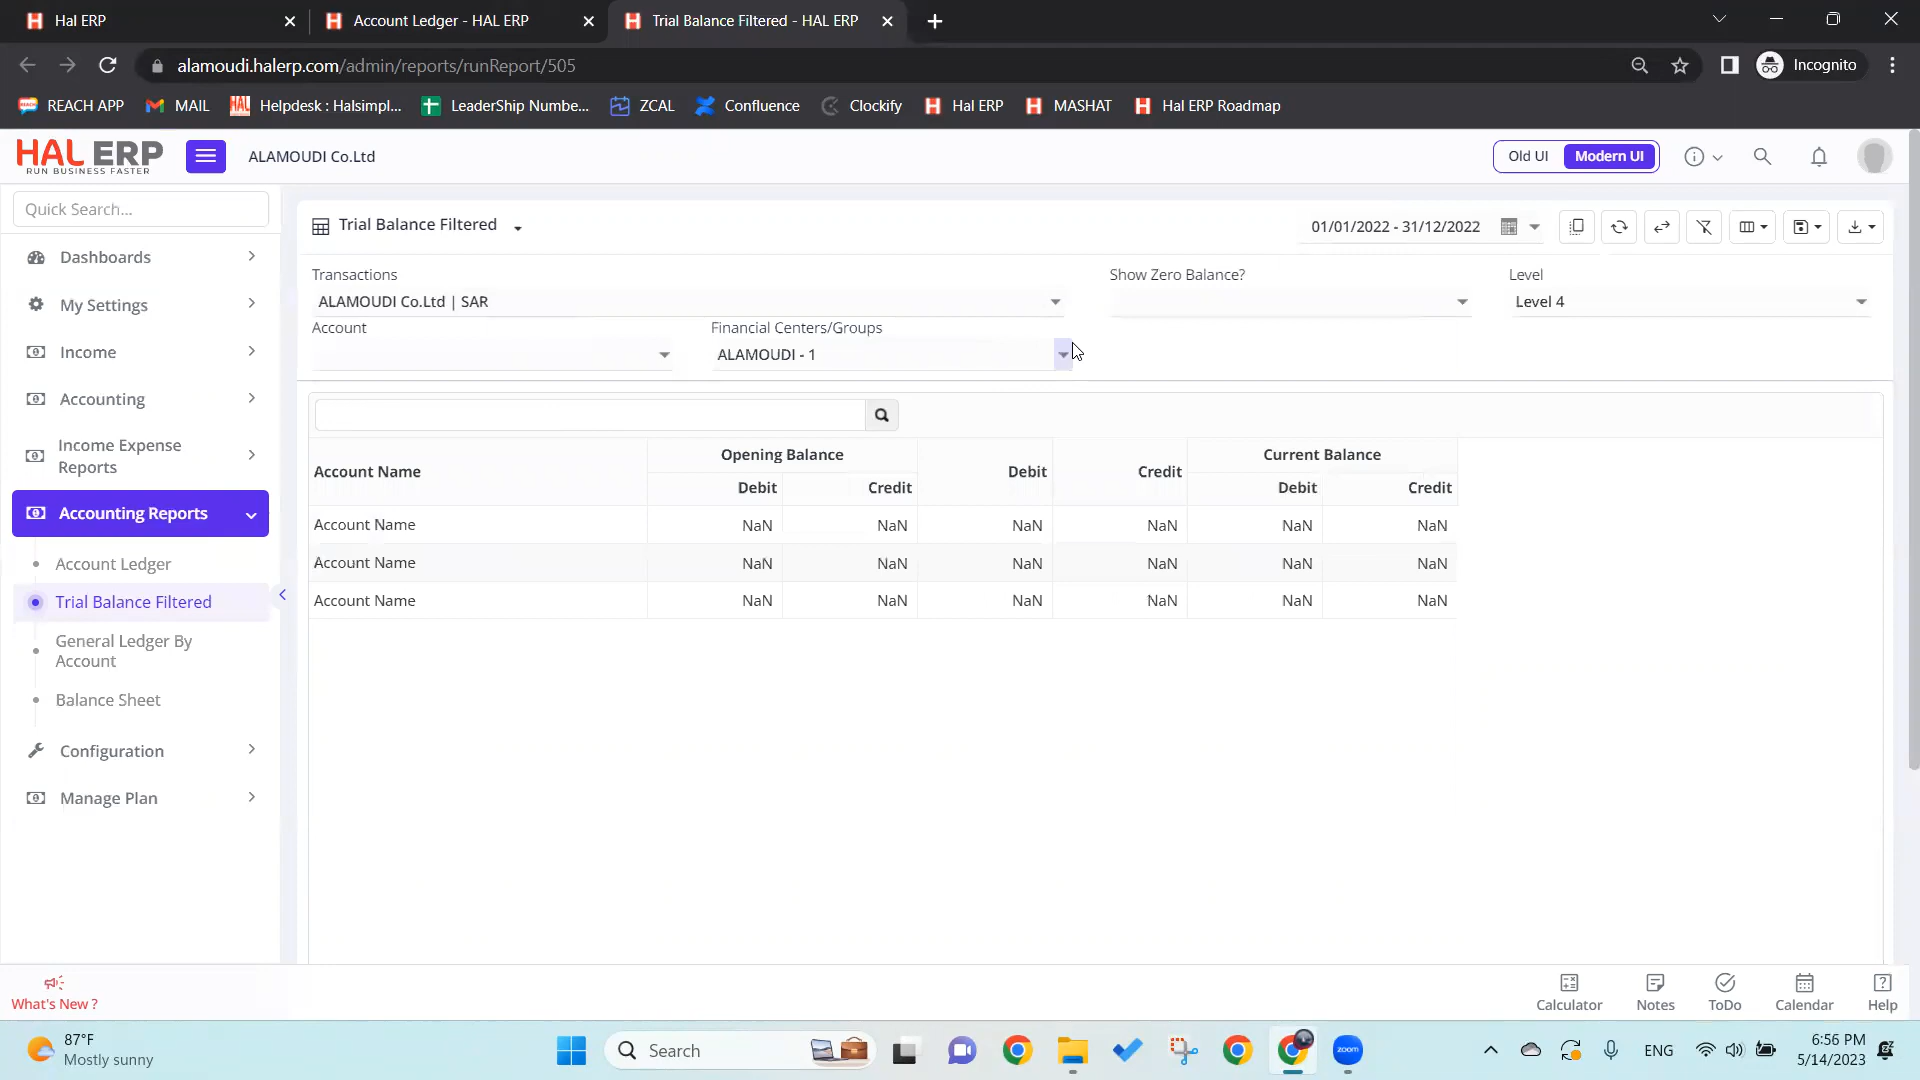 Hal ERP
Account Ledger - HAL ERP
Trial Balance Filtered - HAL ERP
alamoudi.halerp.com/admin/reports/runReport/505
Incognito
REACH APP
MAIL
Helpdesk : Halsimpl...
LeaderShip Numbe...
ZCAL
Confluence
Clockify
Hal ERP
MASHAT
Hal ERP Roadmap
HAL ERP
RUN BUSINESS FASTER
ALAMOUDI Co.Ltd
Old UI
Modern UI
Quick Search...
Dashboards
My Settings
Income
Accounting
Income Expense
Reports
Accounting Reports
Account Ledger
Trial Balance Filtered
General Ledger By
Account
Balance Sheet
Configuration
Manage Plan
Trial Balance Filtered
01/01/2022 - 31/12/2022
Transactions
Show Zero Balance?
Level
ALAMOUDI Co.Ltd | SAR
Level 4
Account
Financial Centers/Groups
ALAMOUDI - 1
Account Name
Opening Balance
Debit
Credit
Current Balance
Debit
Credit
Debit
Credit
Account Name NaN NaN NaN NaN NaN NaN
Account Name NaN NaN NaN NaN NaN NaN
Account Name NaN NaN NaN NaN NaN NaN
What's New ?
Calculator
Notes
ToDo
Calendar
Help
87°F
Mostly sunny
Search
zoom
ENG
6:56 PM
5/14/2023